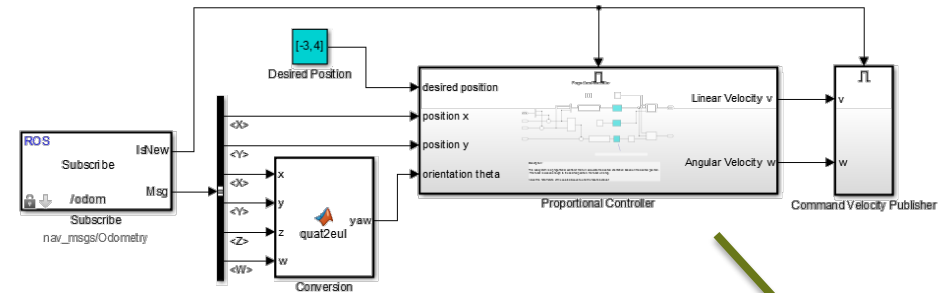 [-3,4]
Desired Position
ROS
Subscribe
/odom
IsNew
Msg
Subscribe
nav_msgs/Odometry
<X>
<Y>
<X>
<Y>
<Z>
<W>
x
y
z
w
quat2eul
yaw
Conversion
desired position
position x
position y
orientation theta
Linear Velocity v
Angular Velocity w
Proportional Controller
v
w
Command Velocity Publisher